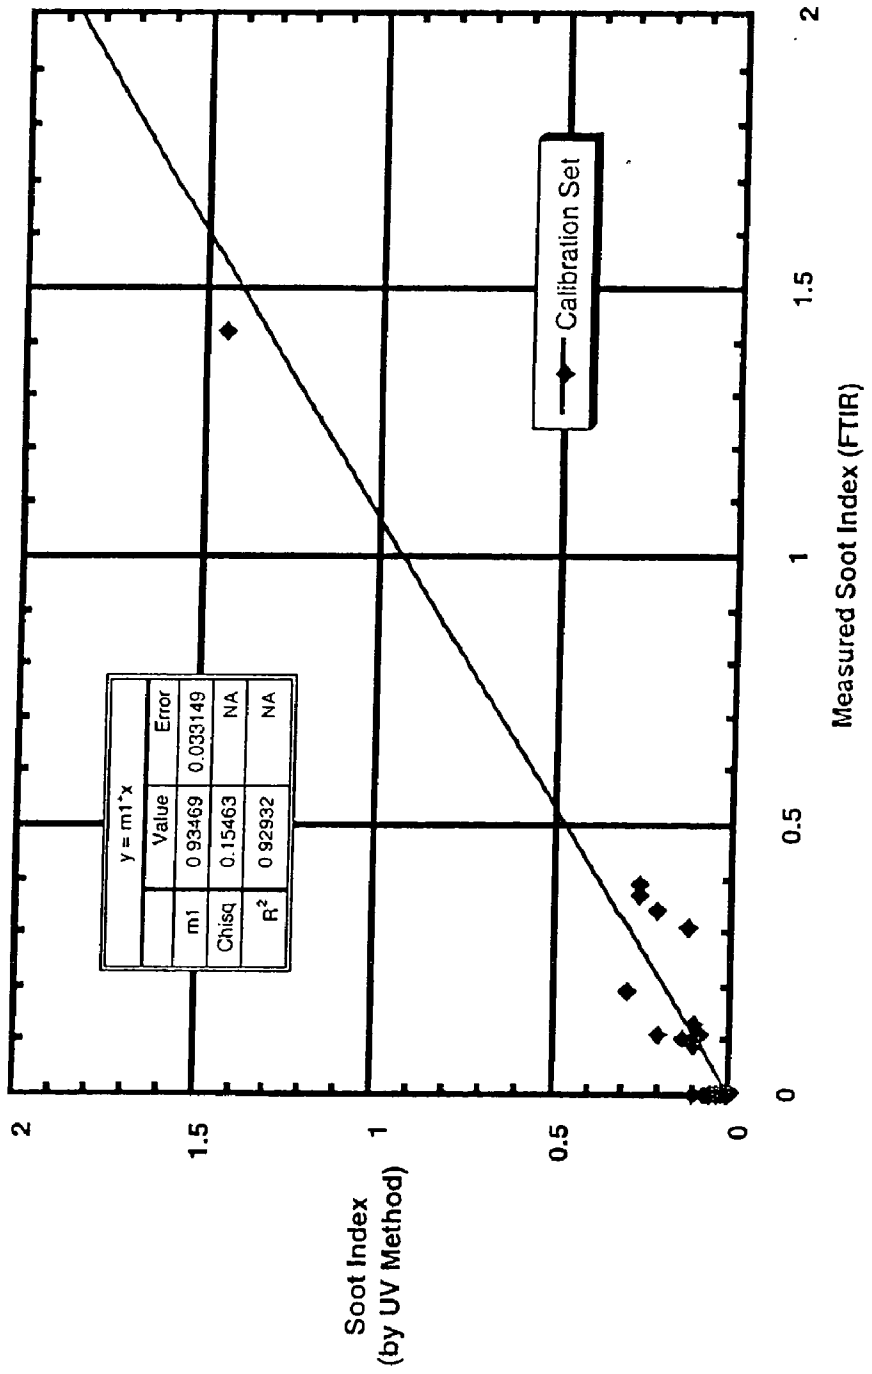 Soot Index
(by UV Method)
2
1.5
1
0.5
0
y = m1*x
Value Error
m1 0 93469 0.033149
Chisq 0.15463 NA
R² 0 92932 NA
Calibration Set
0 0.5 1 1.5 2
Measured Soot Index (FTIR)